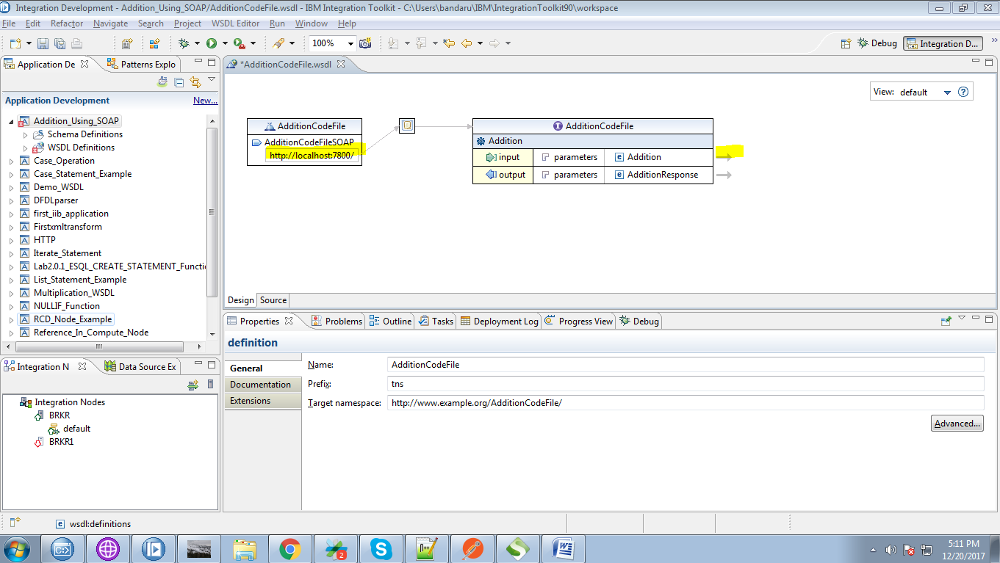 Integration Development - Addition_Using_SOAP/AdditionCodeFile.wsdl - IBM Integration Toolkit - C:\Users\bandaru\IBM\IntegrationToolkit90\workspace
File Edit Refactor Navigate Search Project WSDL Editor Run Window Help
100% Debug Integration D... »
Application De Patterns Explo
Application Development New...
Addition_Using_SOAP
Schema Definitions
WSDL Definitions
Case_Operation
Case_Statement_Example
Demo_WSDL
DFDLparser
first_iib_application
Firstxmltransform
HTTP
Iterate_Statement
Lab2.0.1_ESQL_CREATE_STATEMENT_Functi
List_Statement_Example
Multiplication_WSDL
NULLIF_Function
RCD_Node_Example
Reference_In_Compute_Node
Integration N Data Source Ex
Integration Nodes
BRKR
default
BRKR1
*AdditionCodeFile.wsdl
View: default ?
AdditionCodeFile
AdditionCodeFileSOAP
http://localhost:7800/
AdditionCodeFile
Addition
input parameters e Addition
output parameters e AdditionResponse
Design Source
Properties Problems Outline Tasks Deployment Log Progress View Debug
definition
General
Documentation
Extensions
Name: AdditionCodeFile
Prefix: tns
Target namespace: http://www.example.org/AdditionCodeFile/
Advanced...
e wsdl:definitions
2
5:11 PM
12/20/2017